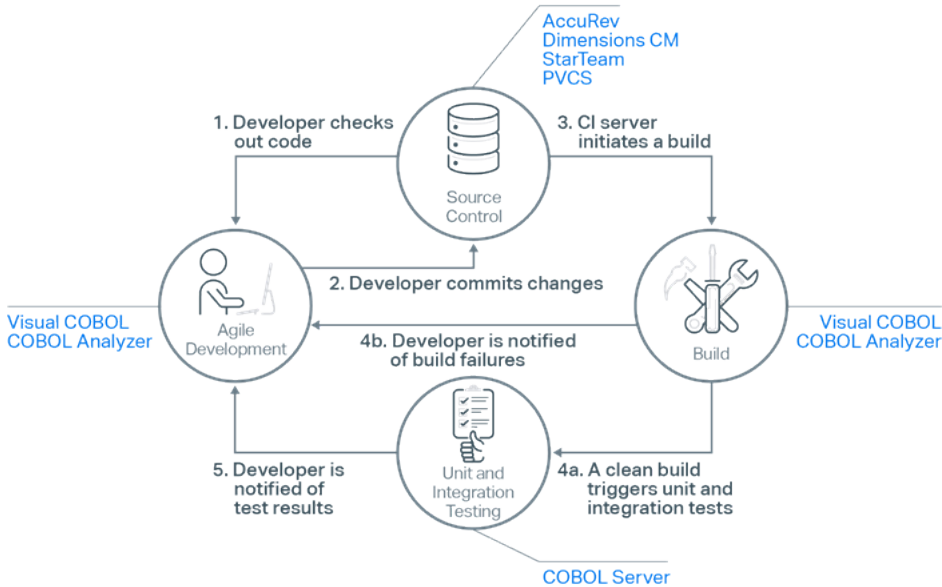 AccuRev
Dimensions CM
StarTeam
PVCS
1. Developer checks
out code
3. CI server
initiates a build
Source
Control
2. Developer commits changes
Visual COBOL
COBOL Analyzer
Agile
Development
4b. Developer is notified
of build failures
Build
Visual COBOL
COBOL Analyzer
5. Developer is
notified of
test results
Unit and
Integration
Testing
4a. A clean build
triggers unit and
integration tests
COBOL Server